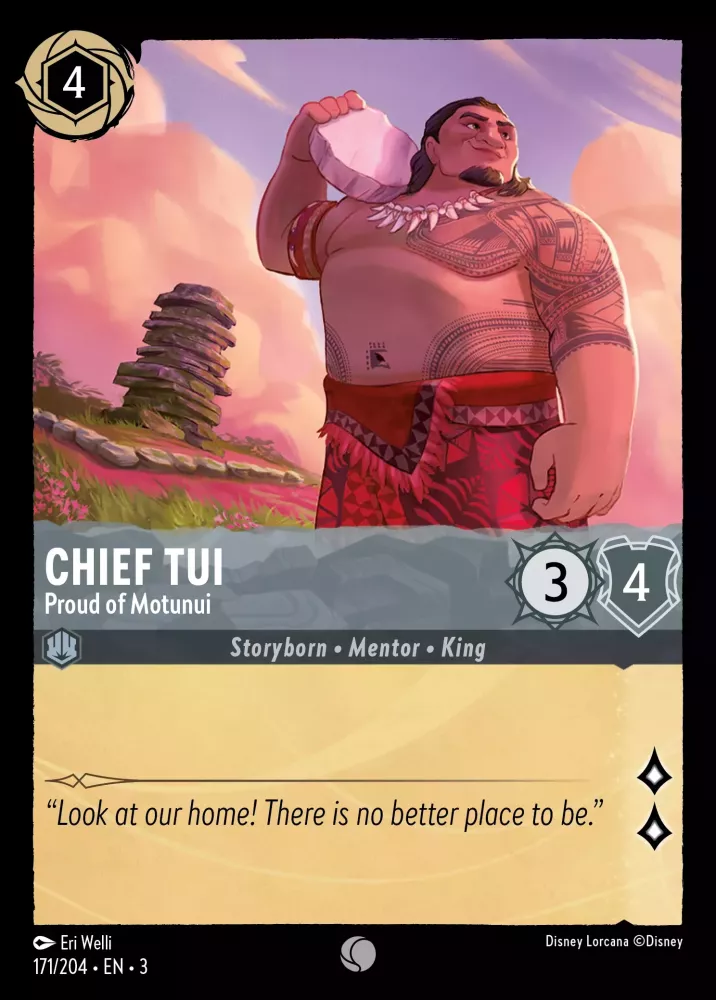 4
CHIEF TUI
Proud of Motunui
3
4
Storyborn • Mentor • King
“Look at our home! There is no better place to be.”
Eri Welli
171/204 • EN • 3
Disney Lorcana ©Disney